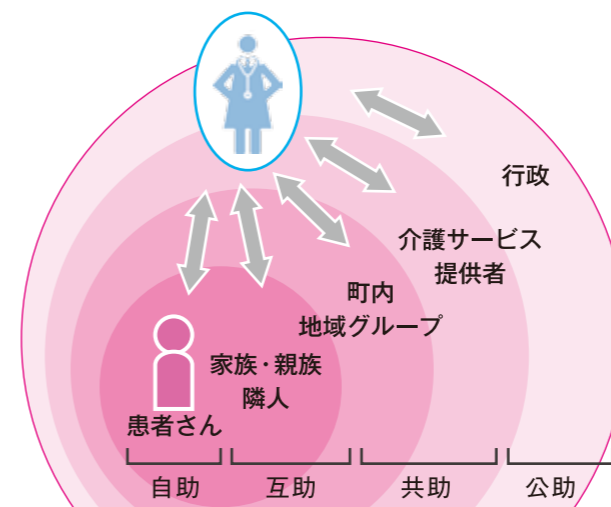 行政
介護サービス
提供者
町内
地域グループ
家族・親族
隣人
患者さん
自助
互助
共助
公助